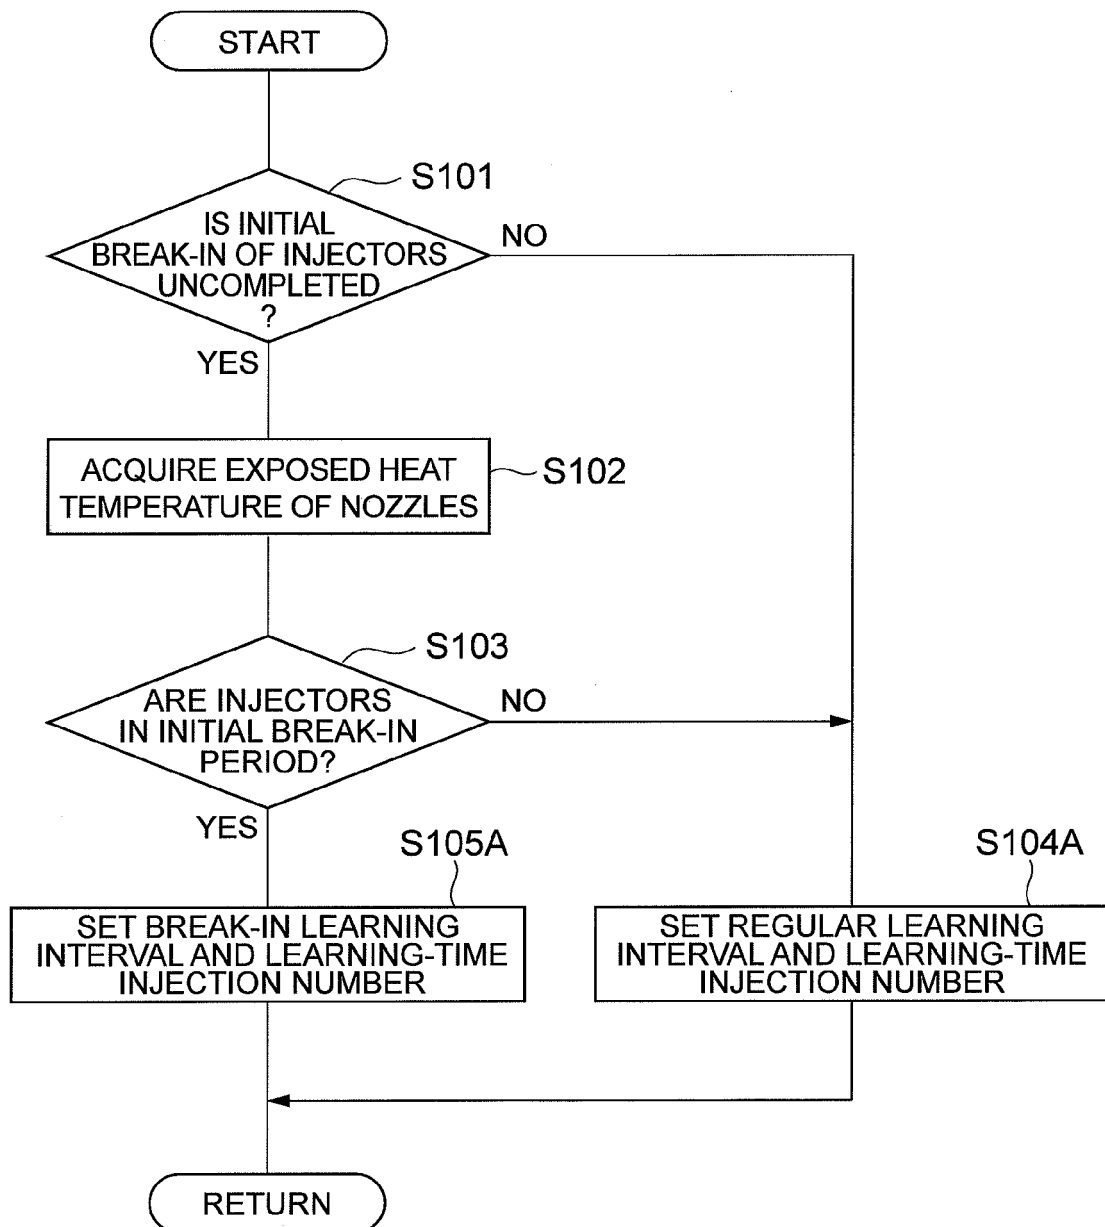 START
S101
IS INITIAL
BREAK-IN OF INJECTORS
UNCOMPLETED
?
NO
YES
ACQUIRE EXPOSED HEAT
TEMPERATURE OF NOZZLES
S102
S103
ARE INJECTORS
IN INITIAL BREAK-IN
PERIOD?
NO
YES
S105A
SET BREAK-IN LEARNING
INTERVAL AND LEARNING-TIME
INJECTION NUMBER
S104A
SET REGULAR LEARNING
INTERVAL AND LEARNING-TIME
INJECTION NUMBER
RETURN